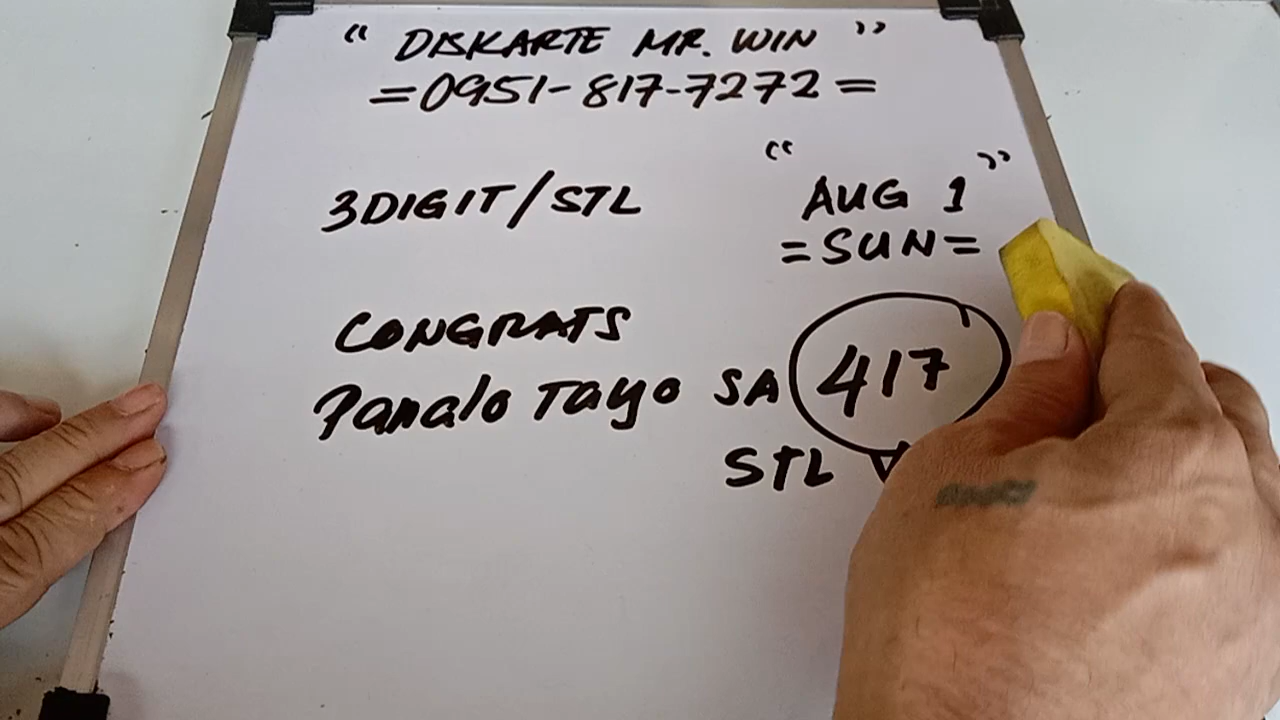 “ DISKARTE MR. WIN ”
=0951-817-7272=
3DIGIT/STL
“ AUG 1 ”
=SUN=
CONGRATS
Panalo Tayo SA 417
STL